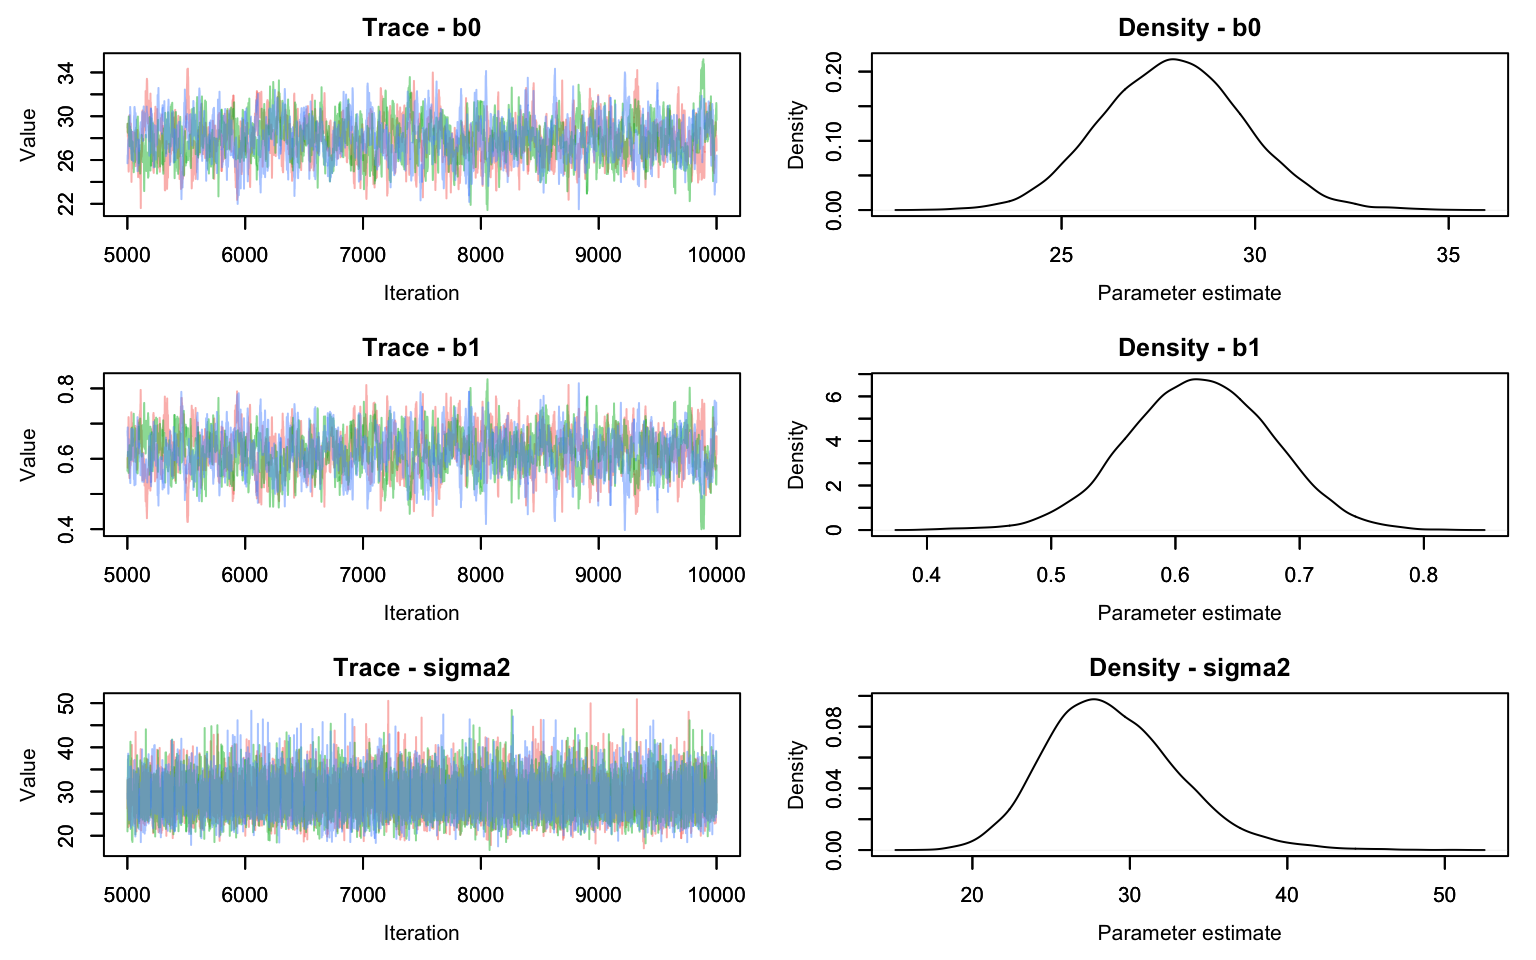 Trace - b0
Value
22 26 30 34
5000 6000 7000 8000 9000 10000
Iteration
Density - b0
Density
0.00 0.10 0.20
25 30 35
Parameter estimate
Trace - b1
Value
0.4 0.6 0.8
5000 6000 7000 8000 9000 10000
Iteration
Density - b1
Density
0 2 4 6
0.4 0.5 0.6 0.7 0.8
Parameter estimate
Trace - sigma2
Value
20 30 40 50
5000 6000 7000 8000 9000 10000
Iteration
Density - sigma2
Density
0.00 0.04 0.08
20 30 40 50
Parameter estimate